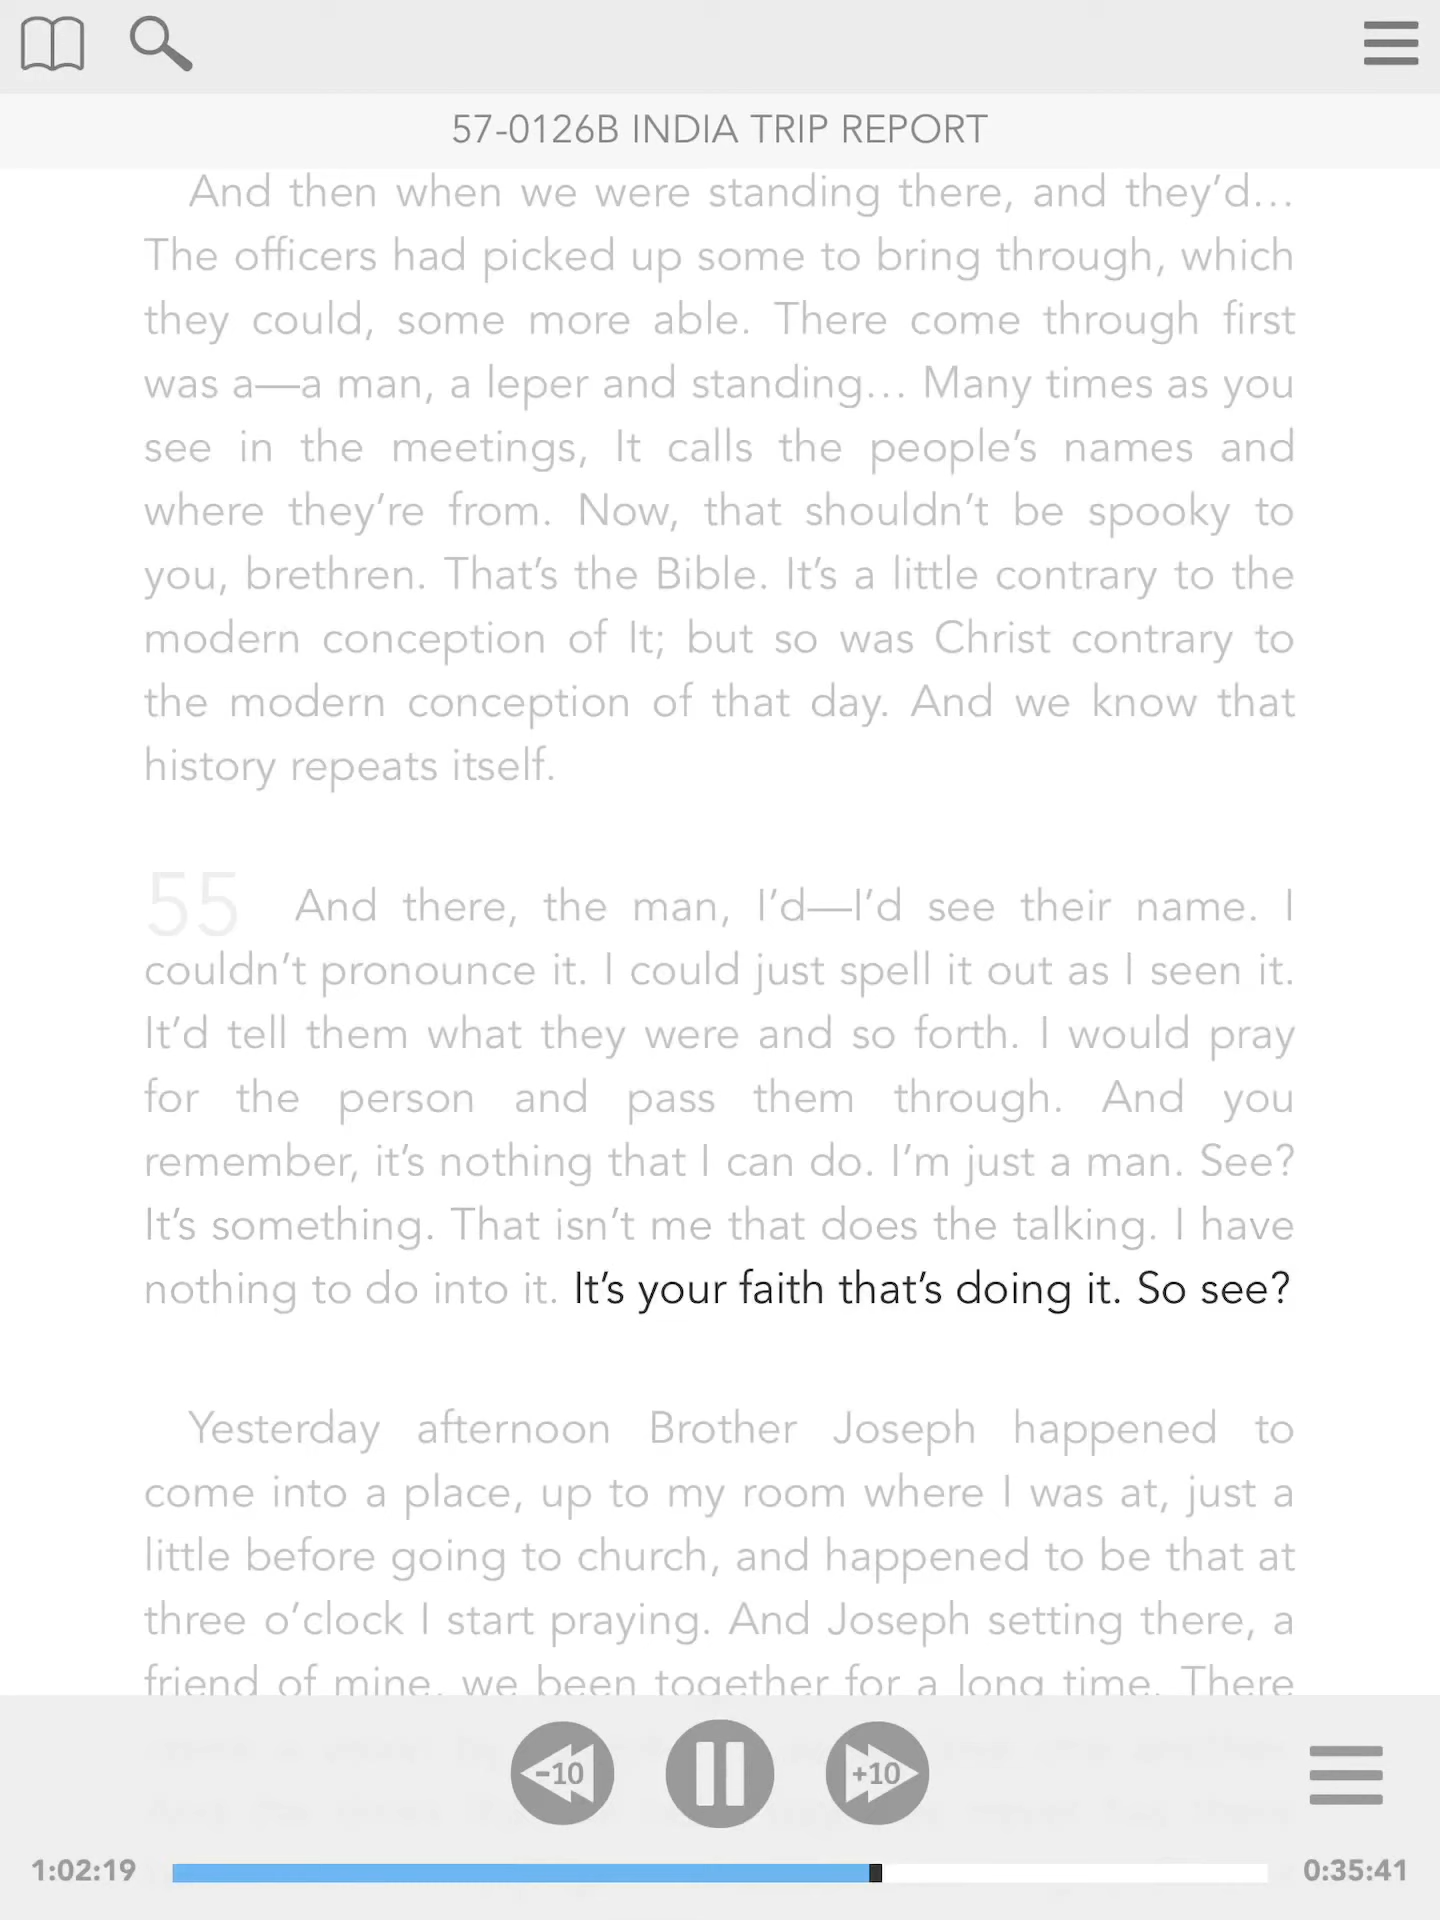 57-0126B INDIA TRIP REPORT
And then when we were standing there, and they’d…
The officers had picked up some to bring through, which
they could, some more able. There come through first
was a—a man, a leper and standing… Many times as you
see in the meetings, It calls the people’s names and
where they’re from. Now, that shouldn’t be spooky to
you, brethren. That’s the Bible. It’s a little contrary to the
modern conception of It; but so was Christ contrary to
the modern conception of that day. And we know that
history repeats itself.
55 And there, the man, I’d—I’d see their name. I
couldn’t pronounce it. I could just spell it out as I seen it.
It’d tell them what they were and so forth. I would pray
for the person and pass them through. And you
remember, it’s nothing that I can do. I’m just a man. See?
It’s something. That isn’t me that does the talking. I have
nothing to do into it. It’s your faith that’s doing it. So see?
Yesterday afternoon Brother Joseph happened to
come into a place, up to my room where I was at, just a
little before going to church, and happened to be that at
three o’clock I start praying. And Joseph setting there, a
friend of mine, we been together for a long time. There
-10 +10
1:02:19 0:35:41